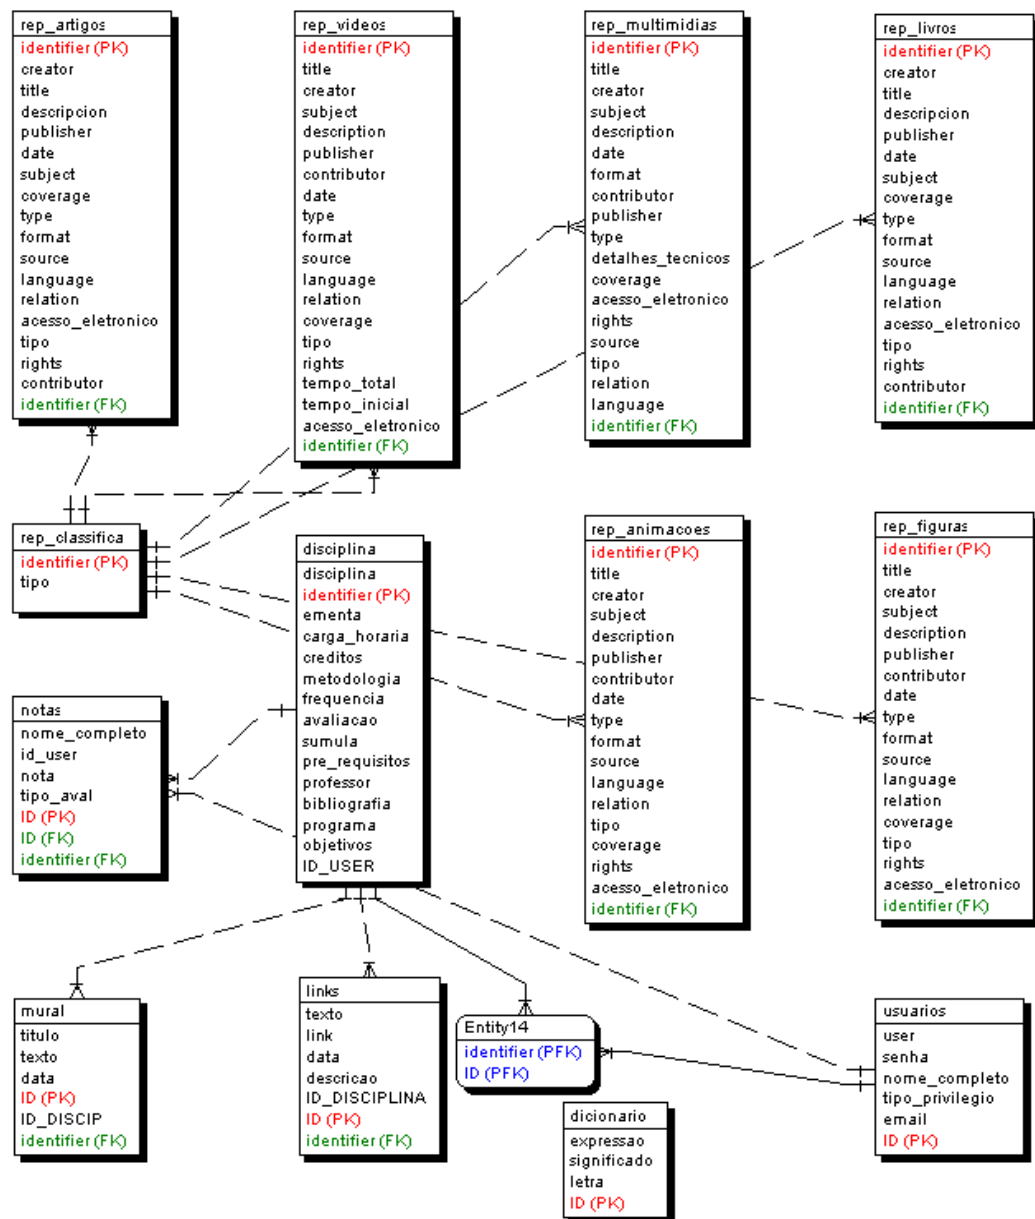 rep_artigos
identifier (PK)
creator
title
descripcion
publisher
date
subject
coverage
type
format
source
language
relation
acesso_eletronico
tipo
rights
contributor
identifier (FK)
rep_videos
identifier (PK)
title
creator
subject
description
publisher
contributor
date
type
format
source
language
relation
coverage
tipo
rights
tempo_total
tempo_inicial
acesso_eletronico
identifier (FK)
rep_multimidias
identifier (PK)
title
creator
subject
description
date
format
contributor
publisher
type
detalhes_tecnicos
coverage
acesso_eletronico
rights
source
tipo
relation
language
identifier (FK)
rep_livros
identifier (PK)
creator
title
descripcion
publisher
date
subject
coverage
type
format
source
language
relation
acesso_eletronico
tipo
rights
contributor
identifier (FK)
rep_classifica
identifier (PK)
tipo
disciplina
disciplina
identifier (PK)
ementa
carga_horaria
creditos
metodologia
frequencia
avaliacao
sumula
pre_requisitos
professor
bibliografia
programa
objetivos
ID_USER
rep_animacoes
identifier (PK)
title
creator
subject
description
publisher
contributor
date
type
format
source
language
relation
tipo
coverage
rights
acesso_eletronico
identifier (FK)
rep_figuras
identifier (PK)
title
creator
subject
description
publisher
contributor
date
type
format
source
language
relation
coverage
tipo
rights
acesso_eletronico
identifier (FK)
notas
nome_completo
id_user
nota
tipo_aval
ID (PK)
ID (FK)
identifier (FK)
mural
titulo
texto
data
ID (PK)
ID_DISCIP
identifier (FK)
links
texto
link
data
descricao
ID_DISCIPLINA
ID (PK)
identifier (FK)
Entity14
identifier (PFK)
ID (PFK)
dicionario
expressao
significado
letra
ID (PK)
usuarios
user
senha
nome_completo
tipo_privilegio
email
ID (PK)